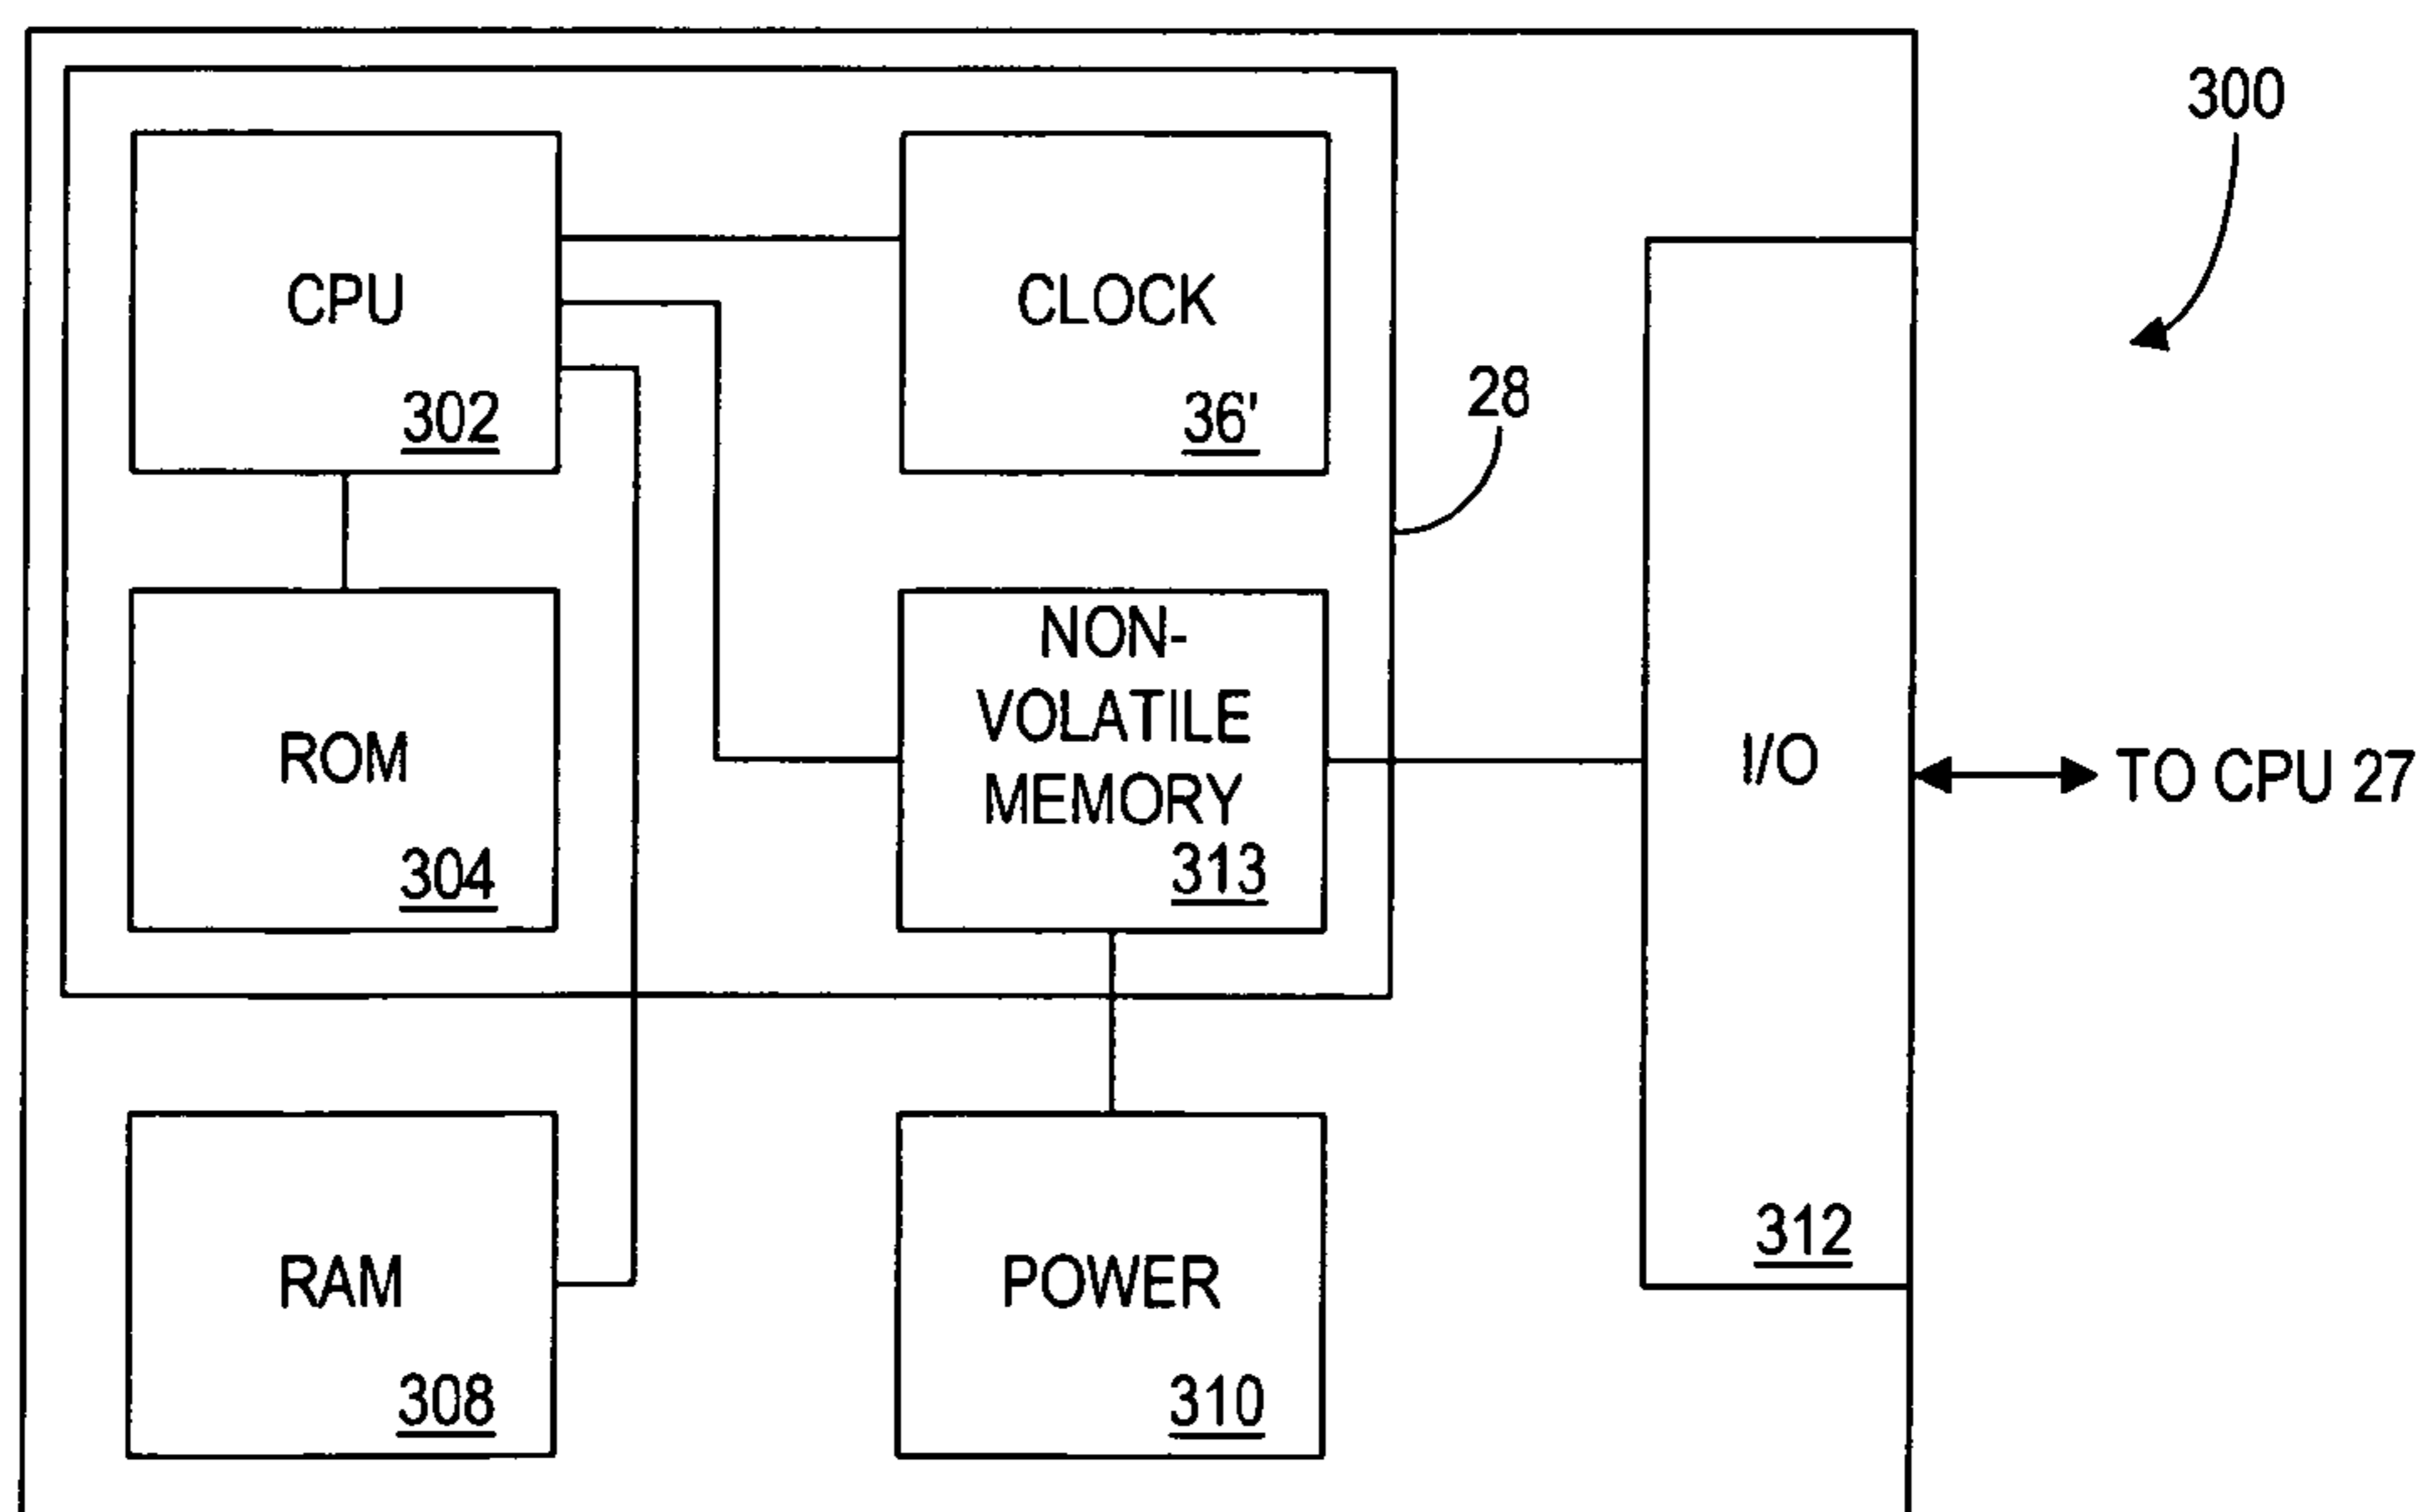 300
CPU
302
CLOCK
36'
28
ROM
304
NON-
VOLATILE
MEMORY
313
I/O
312
TO CPU 27
RAM
308
POWER
310